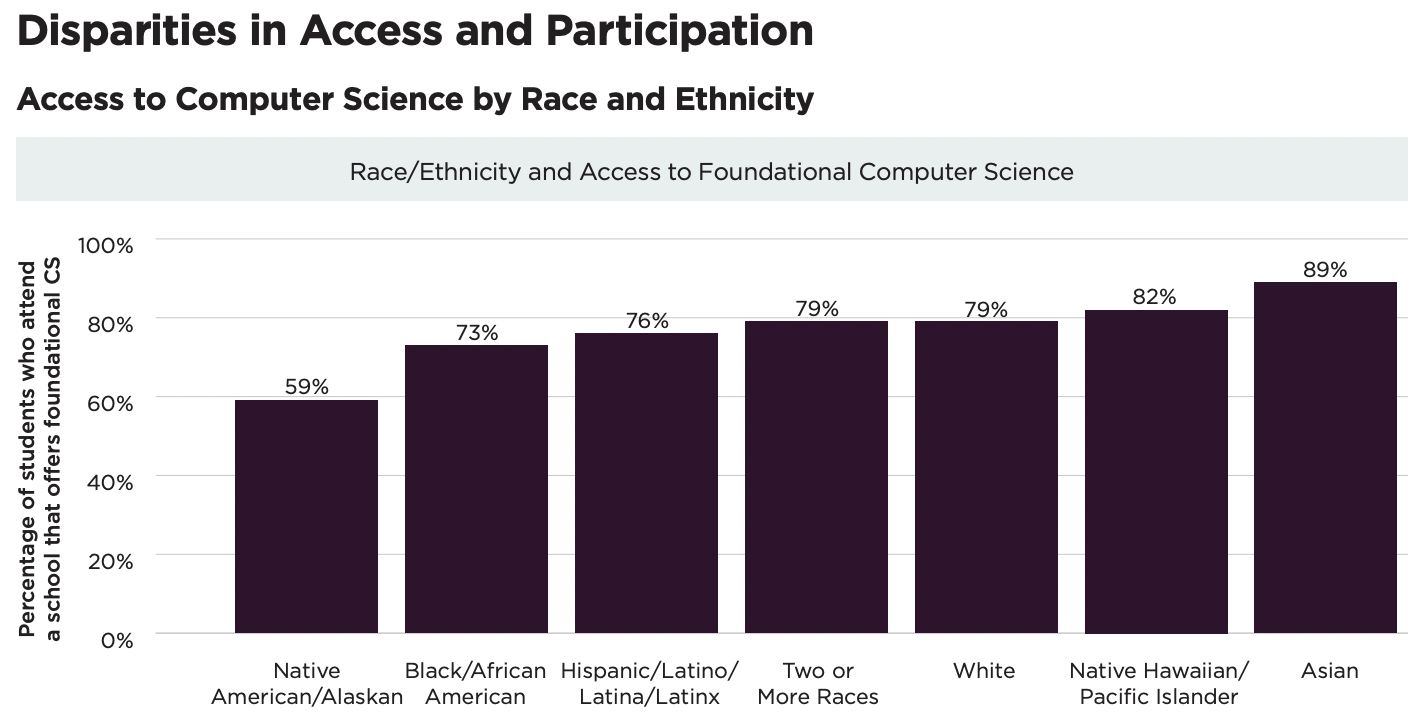 Disparities in Access and Participation
Access to Computer Science by Race and Ethnicity
Race/Ethnicity and Access to Foundational Computer Science
Percentage of students who attend
a school that offers foundational CS
100%
80%
60%
40%
20%
0%
59%
73%
76%
79%
79%
82%
89%
Native
American/Alaskan
Black/African
American
Hispanic/Latino/
Latina/Latinx
Two or
More Races
White
Native Hawaiian/
Pacific Islander
Asian